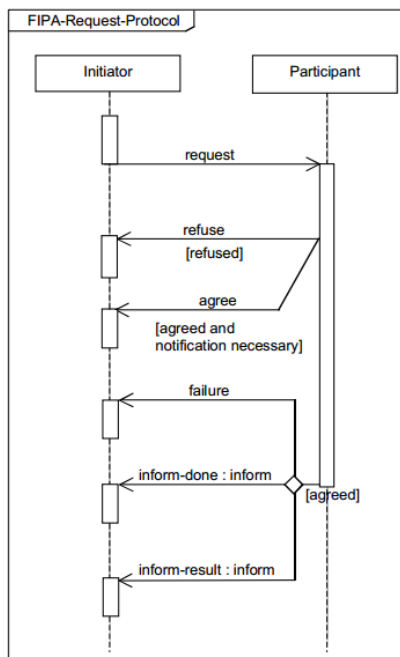 FIPA-Request-Protocol
Initiator
Participant
request
refuse
[refused]
agree
[agreed and
notification necessary]
failure
inform-done : inform
[agreed]
inform-result : inform